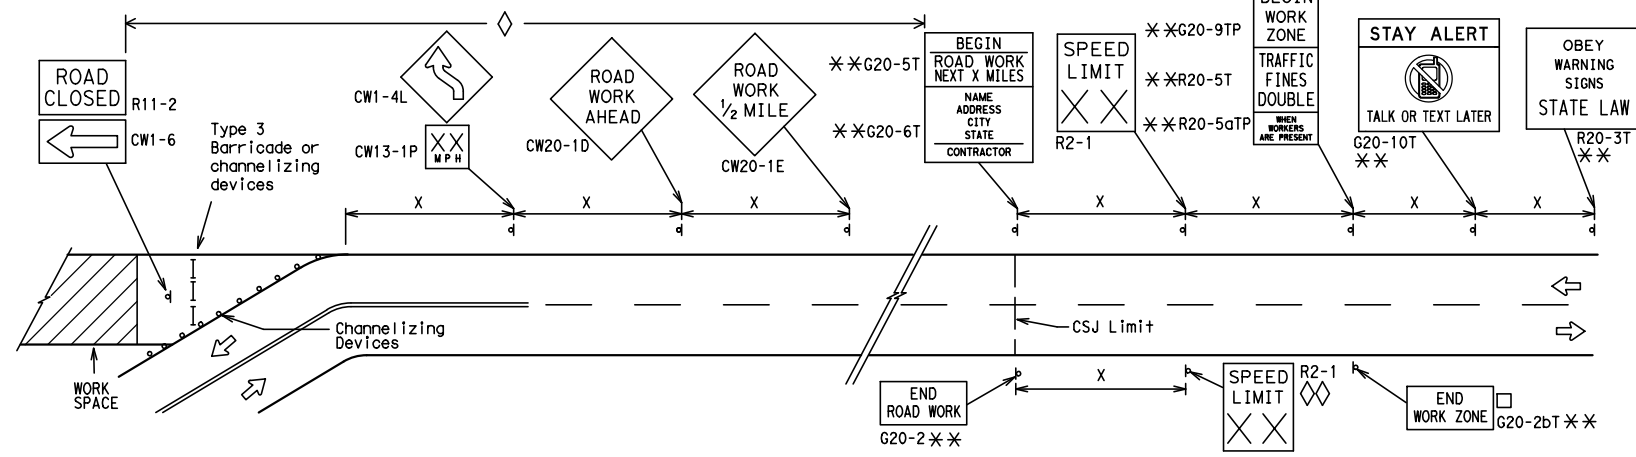 ROAD
CLOSED
R11-2
CW1-6
Type 3
Barricade or
channelizing
devices
CW1-4L
XX
MPH
CW13-1P
ROAD
WORK
AHEAD
CW20-1D
ROAD
WORK
1/2 MILE
CW20-1E
**G20-5T
BEGIN
ROAD WORK
NEXT X MILES
**G20-6T
NAME
ADDRESS
CITY
STATE
CONTRACTOR
SPEED
LIMIT
XX
R2-1
**G20-9TP
BEGIN
WORK
ZONE
**R20-5T
TRAFFIC
FINES
DOUBLE
**R20-5aTP
WHEN
WORKERS
ARE PRESENT
STAY ALERT
TALK OR TEXT LATER
G20-10T
**
OBEY
WARNING
SIGNS
STATE LAW
R20-3T
**
X
X
X
X
X
X
X
Channelizing
Devices
CSJ Limit
WORK
SPACE
END
ROAD WORK
G20-2**
X
SPEED
LIMIT
XX
R2-1
END
WORK ZONE
G20-2bT**